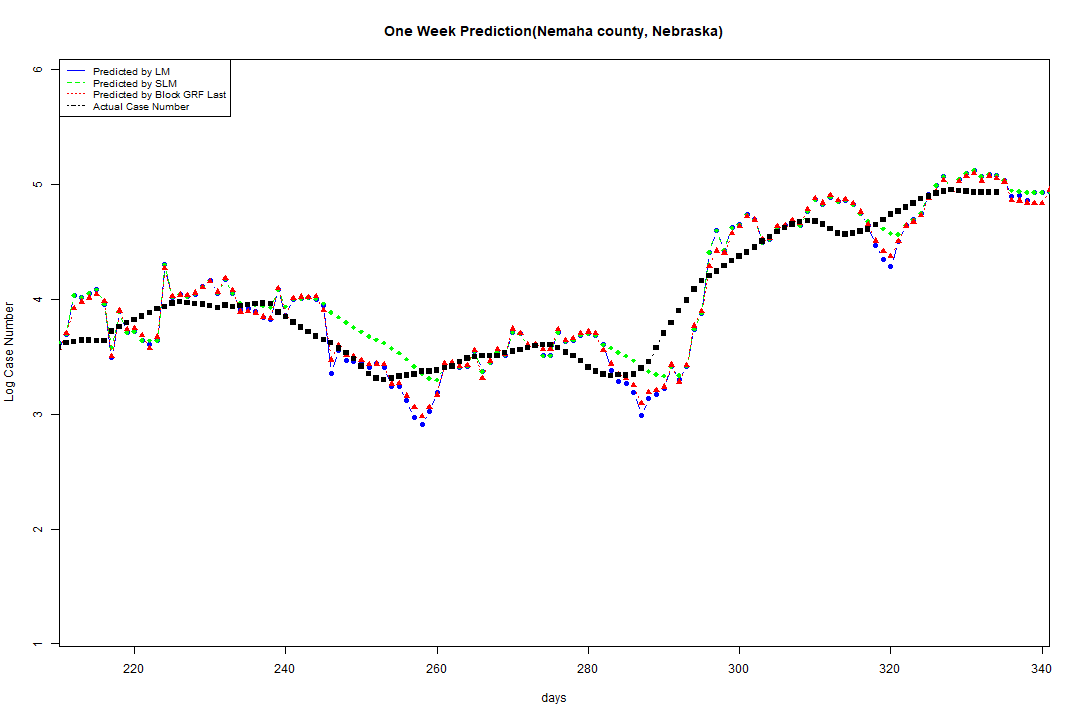 One Week Prediction(Nemaha county, Nebraska)
Predicted by LM
Predicted by SLM
Predicted by Block GRF Last
Actual Case Number
6
5
4
3
2
1
Log Case Number
220 240 260 280 300 320 340
days